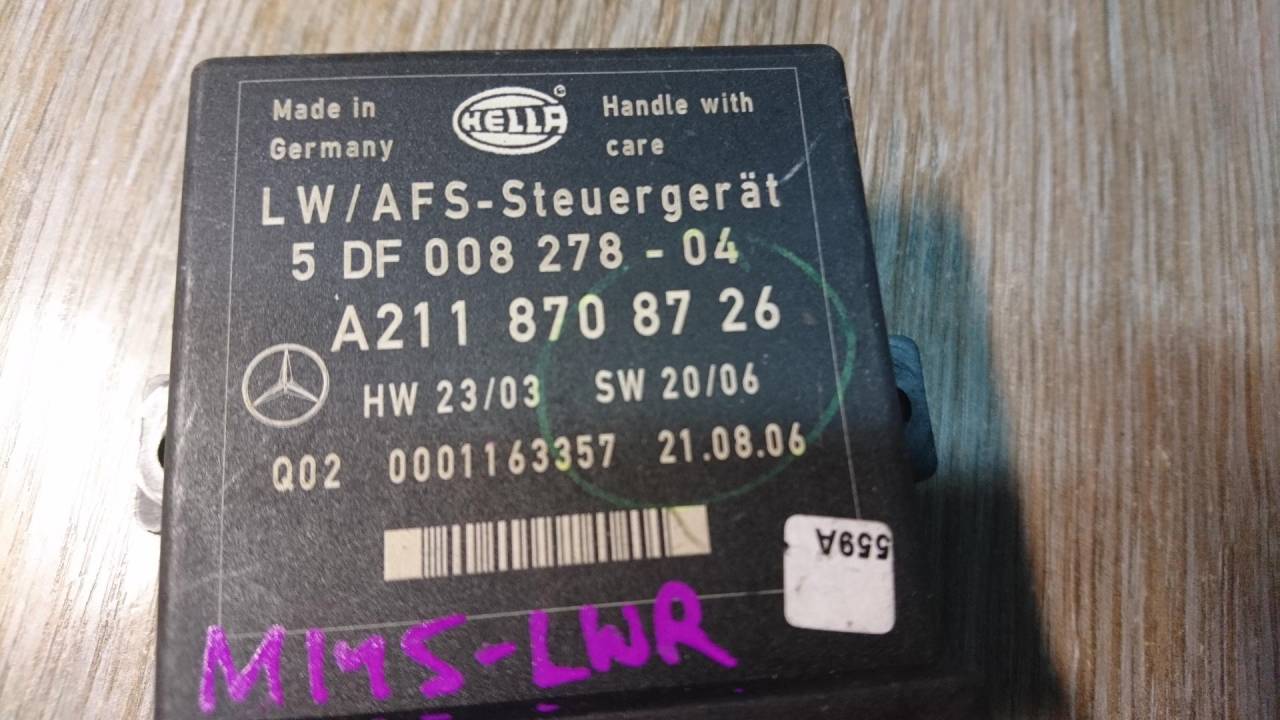 Made in Germany
HELLA
Handle with care
LW/AFS-Steuergerät
5 DF 008 278 - 04
A211 870 87 26
HW 23/03 SW 20/06
Q02 0001163357 21.08.06
559A
M145-LWR